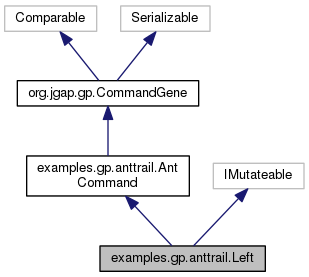 Comparable
Serializable
org.jgap.gp.CommandGene
examples.gp.anttrail.Ant
Command
IMutateable
examples.gp.anttrail.Left